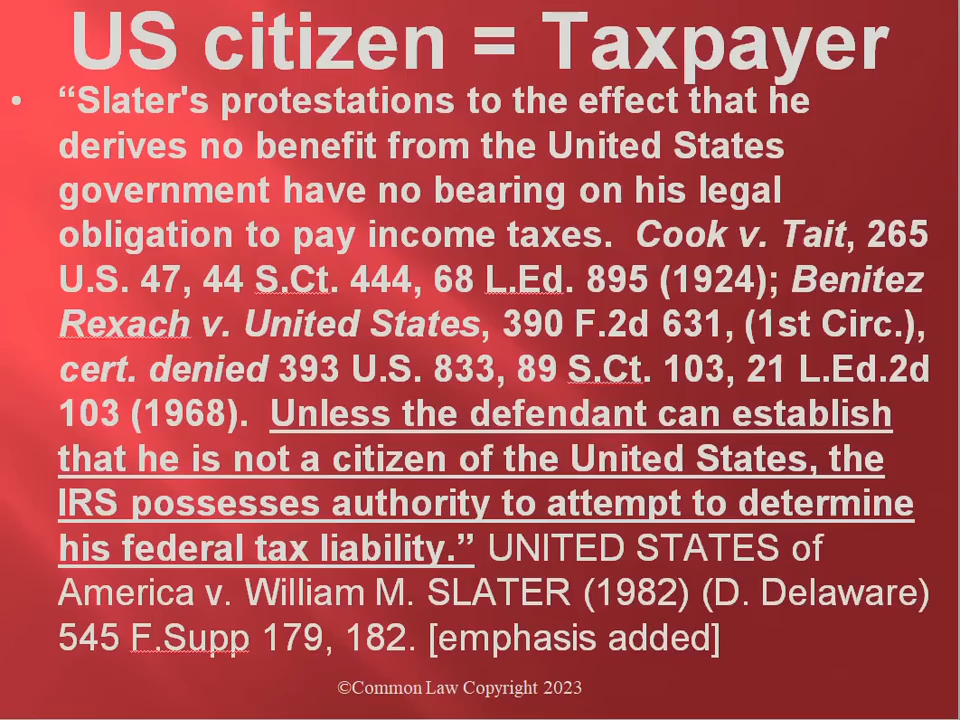 US citizen = Taxpayer
• “Slater's protestations to the effect that he
derives no benefit from the United States
government have no bearing on his legal
obligation to pay income taxes. Cook v. Tait, 265
U.S. 47, 44 S.Ct. 444, 68 L.Ed. 895 (1924); Benitez
Rexach v. United States, 390 F.2d 631, (1st Circ.),
cert. denied 393 U.S. 833, 89 S.Ct. 103, 21 L.Ed.2d
103 (1968). Unless the defendant can establish
that he is not a citizen of the United States, the
IRS possesses authority to attempt to determine
his federal tax liability.” UNITED STATES of
America v. William M. SLATER (1982) (D. Delaware)
545 F.Supp 179, 182. [emphasis added]
©Common Law Copyright 2023